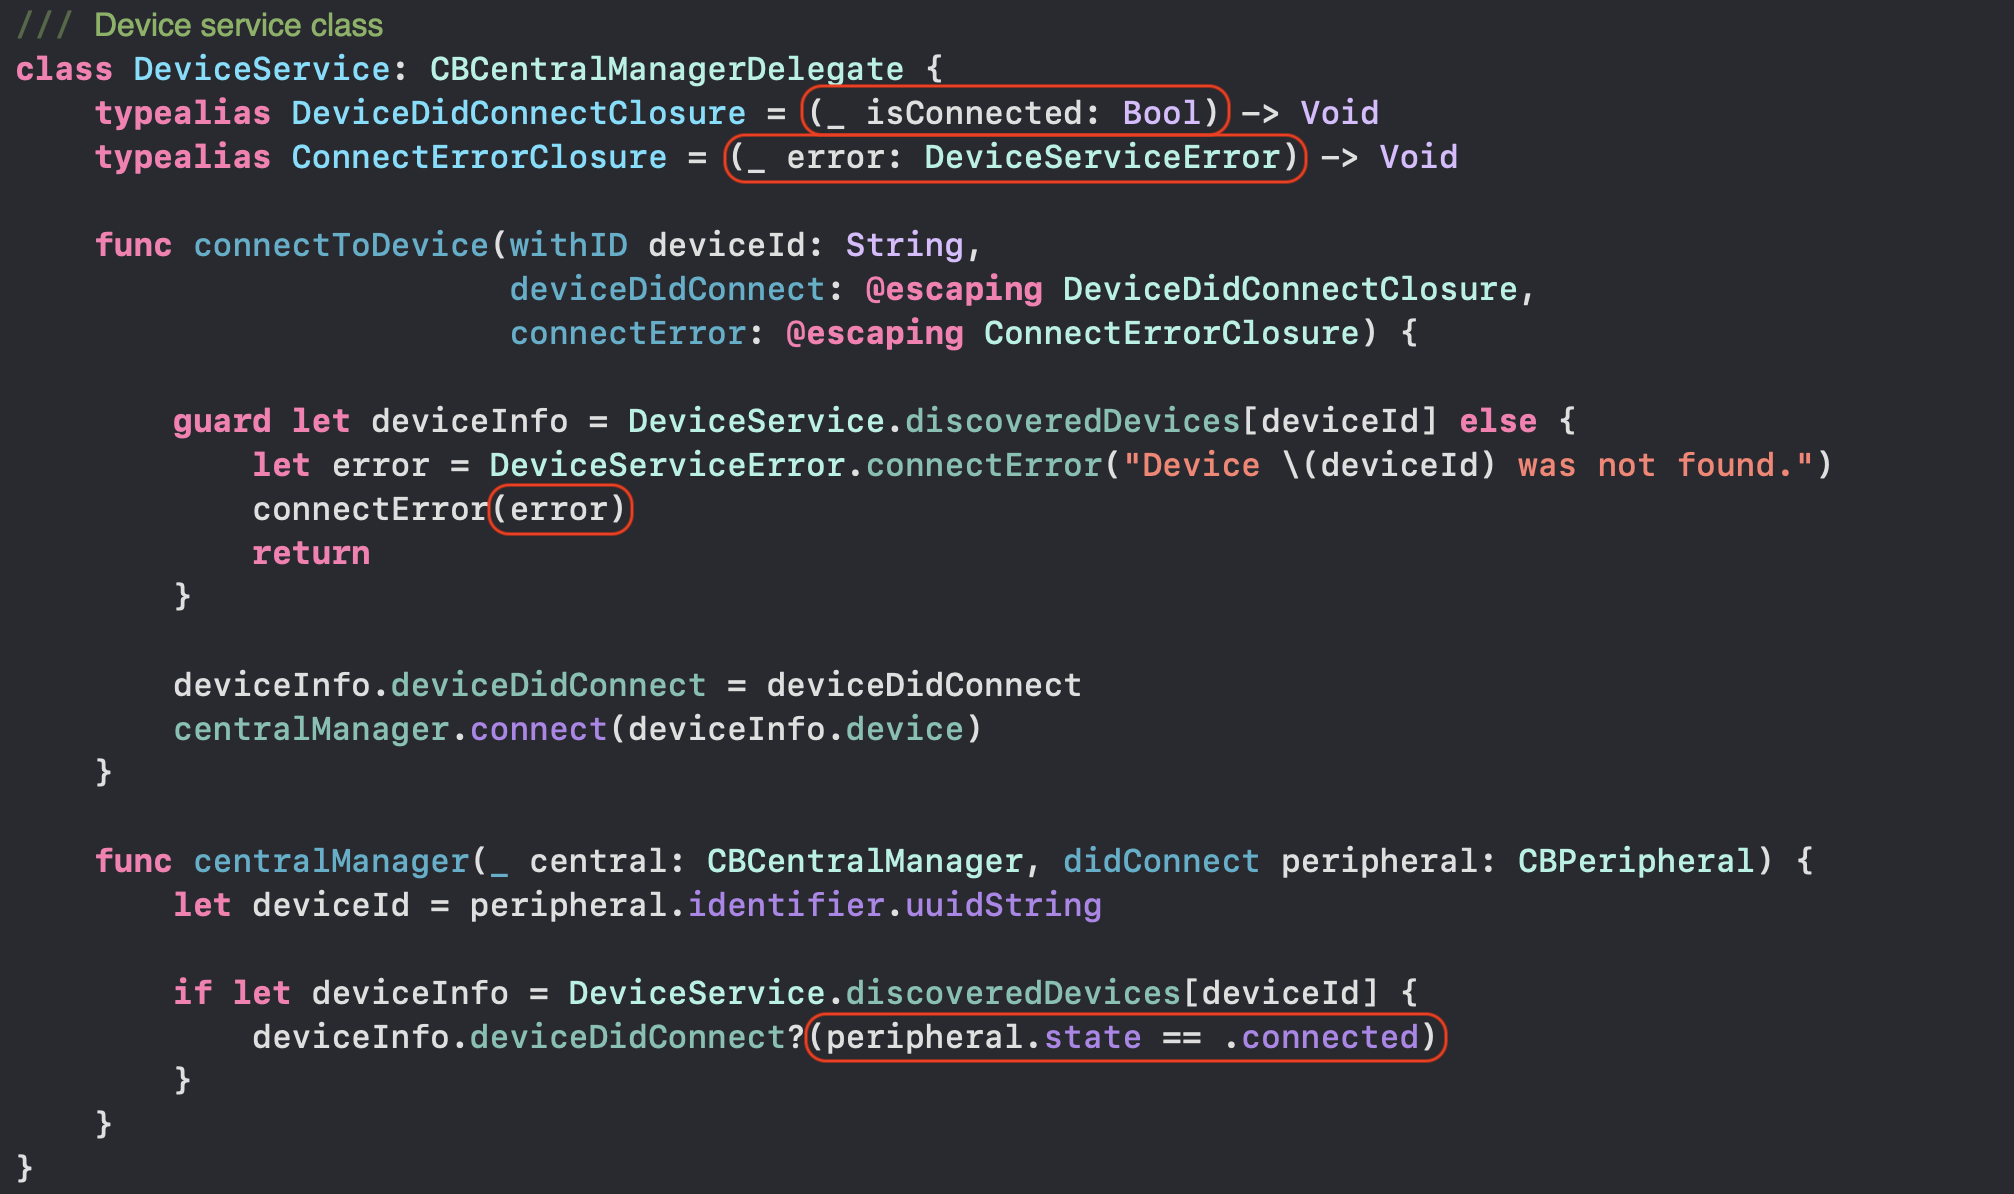 /// Device service class
class DeviceService: CBCentralManagerDelegate {
    typealias DeviceDidConnectClosure = (_ isConnected: Bool) -> Void
    typealias ConnectErrorClosure = (_ error: DeviceServiceError) -> Void

    func connectToDevice(withID deviceId: String,
                         deviceDidConnect: @escaping DeviceDidConnectClosure,
                         connectError: @escaping ConnectErrorClosure) {

        guard let deviceInfo = DeviceService.discoveredDevices[deviceId] else {
            let error = DeviceServiceError.connectError("Device \(deviceId) was not found.")
            connectError(error)
            return
        }

        deviceInfo.deviceDidConnect = deviceDidConnect
        centralManager.connect(deviceInfo.device)
    }

    func centralManager(_ central: CBCentralManager, didConnect peripheral: CBPeripheral) {
        let deviceId = peripheral.identifier.uuidString

        if let deviceInfo = DeviceService.discoveredDevices[deviceId] {
            deviceInfo.deviceDidConnect?(peripheral.state == .connected)
        }
    }
}